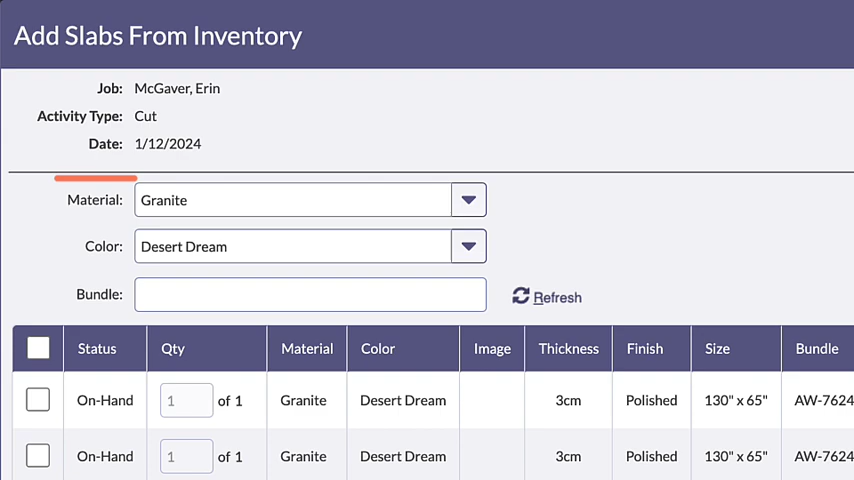 Add Slabs From Inventory
Job: McGaver, Erin
Activity Type: Cut
Date: 1/12/2024
Material: Granite
Color: Desert Dream
Bundle:
Refresh
Status Qty Material Color Image Thickness Finish Size Bundle
On-Hand 1 of 1 Granite Desert Dream 3cm Polished 130" x 65" AW-7624
On-Hand 1 of 1 Granite Desert Dream 3cm Polished 130" x 65" AW-7624